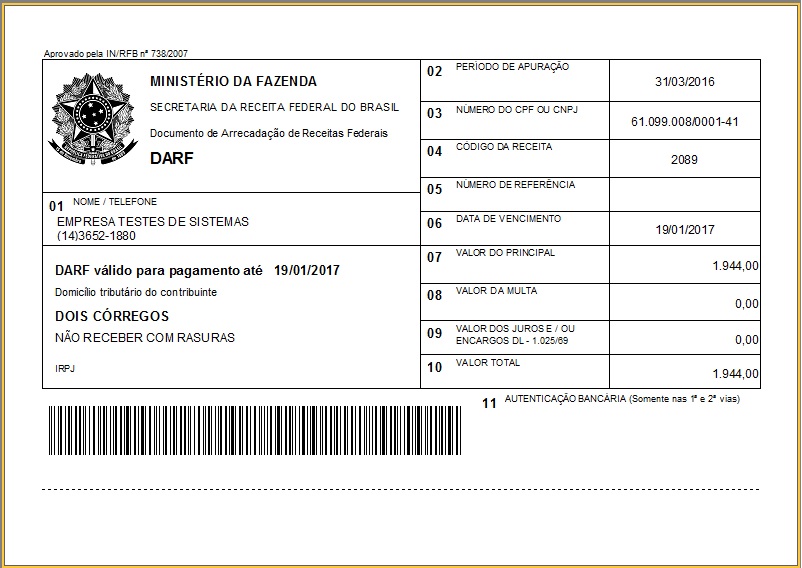 Aprovado pela IN/RFB nº 738/2007
MINISTÉRIO DA FAZENDA
SECRETARIA DA RECEITA FEDERAL DO BRASIL
Documento de Arrecadação de Receitas Federais
DARF
01 NOME / TELEFONE
EMPRESA TESTES DE SISTEMAS
(14)3652-1880
DARF válido para pagamento até 19/01/2017
Domicílio tributário do contribuinte
DOIS CÓRREGOS
NÃO RECEBER COM RASURAS
IRPJ
02 PERÍODO DE APURAÇÃO
31/03/2016
03 NÚMERO DO CPF OU CNPJ
61.099.008/0001-41
04 CÓDIGO DA RECEITA
2089
05 NÚMERO DE REFERÊNCIA
06 DATA DE VENCIMENTO
19/01/2017
07 VALOR DO PRINCIPAL
1.944,00
08 VALOR DA MULTA
0,00
09 VALOR DOS JUROS E / OU
ENCARGOS DL - 1.025/69
0,00
10 VALOR TOTAL
1.944,00
11 AUTENTICAÇÃO BANCÁRIA (Somente nas 1ª e 2ª vias)